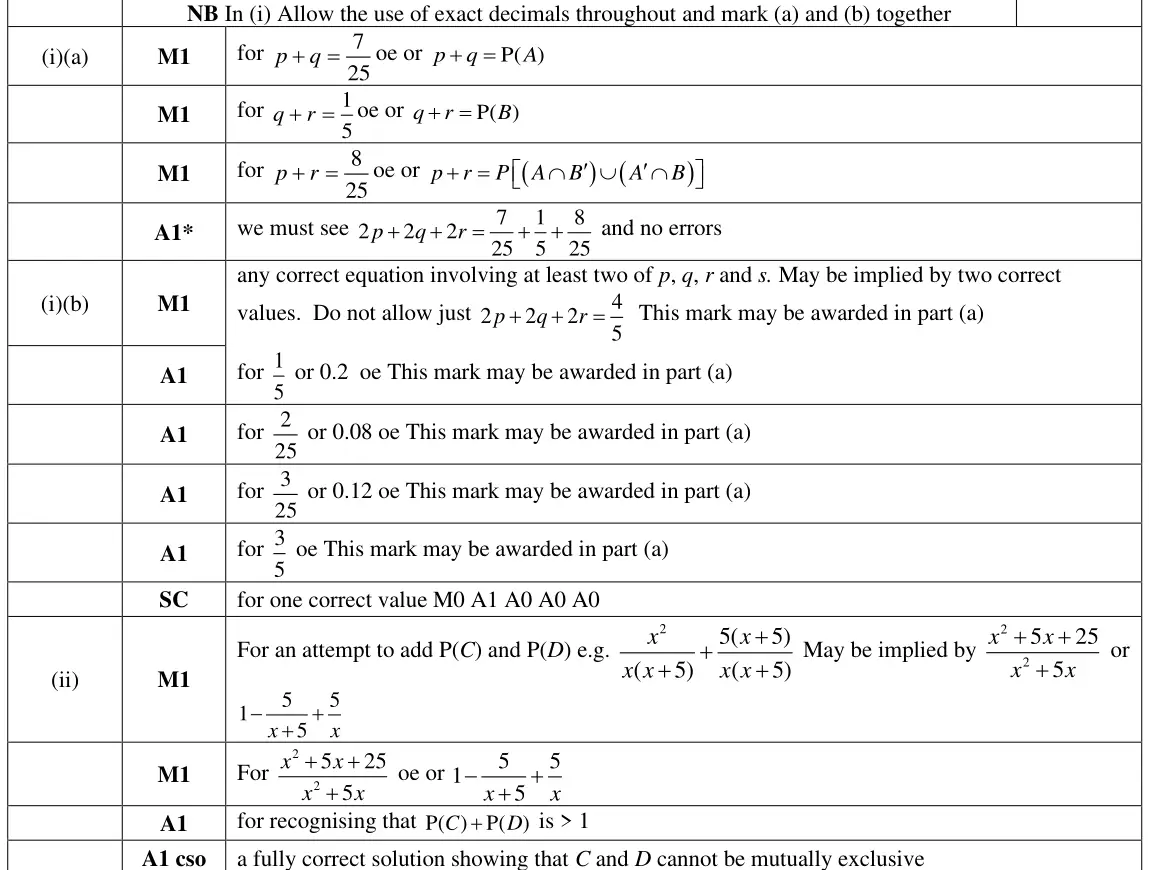 NB In (i) Allow the use of exact decimals throughout and mark (a) and (b) together
(i)(a) M1 for p + q = 7/25 oe or p + q = P(A)
M1 for q + r = 1/5 oe or q + r = P(B)
M1 for p + r = 8/25 oe or p + r = P[(A∩B′)∪(A′∩B)]
A1* we must see 2p + 2q + 2r = 7/25 + 1/5 + 8/25 and no errors
any correct equation involving at least two of p, q, r and s. May be implied by two correct
(i)(b) M1 values. Do not allow just 2p + 2q + 2r = 4/5 This mark may be awarded in part (a)
A1 for 1/5 or 0.2 oe This mark may be awarded in part (a)
A1 for 2/25 or 0.08 oe This mark may be awarded in part (a)
A1 for 3/25 or 0.12 oe This mark may be awarded in part (a)
A1 for 3/5 oe This mark may be awarded in part (a)
SC for one correct value M0 A1 A0 A0 A0
(ii) M1 For an attempt to add P(C) and P(D) e.g. x²/x(x+5) + 5(x+5)/x(x+5) May be implied by (x²+5x+25)/(x²+5x) or
1 − 5/(x+5) + 5/x
M1 For (x²+5x+25)/(x²+5x) oe or 1 − 5/(x+5) + 5/x
A1 for recognising that P(C)+P(D) is > 1
A1 cso a fully correct solution showing that C and D cannot be mutually exclusive